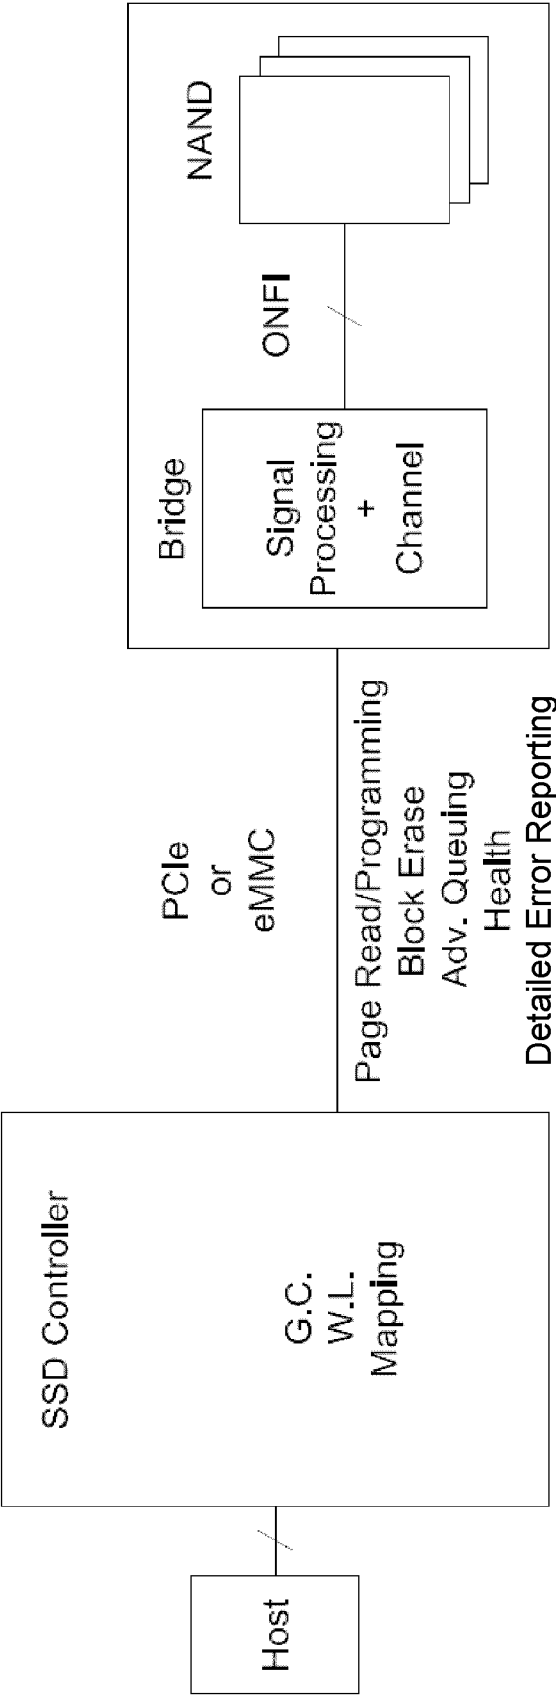 Host
SSD Controller
G.C.
W.L.
Mapping
PCIe
or
eMMC
Page Read/Programming
Block Erase
Adv. Queuing
Health
Detailed Error Reporting
Bridge
Signal
Processing
+
Channel
ONFI
NAND